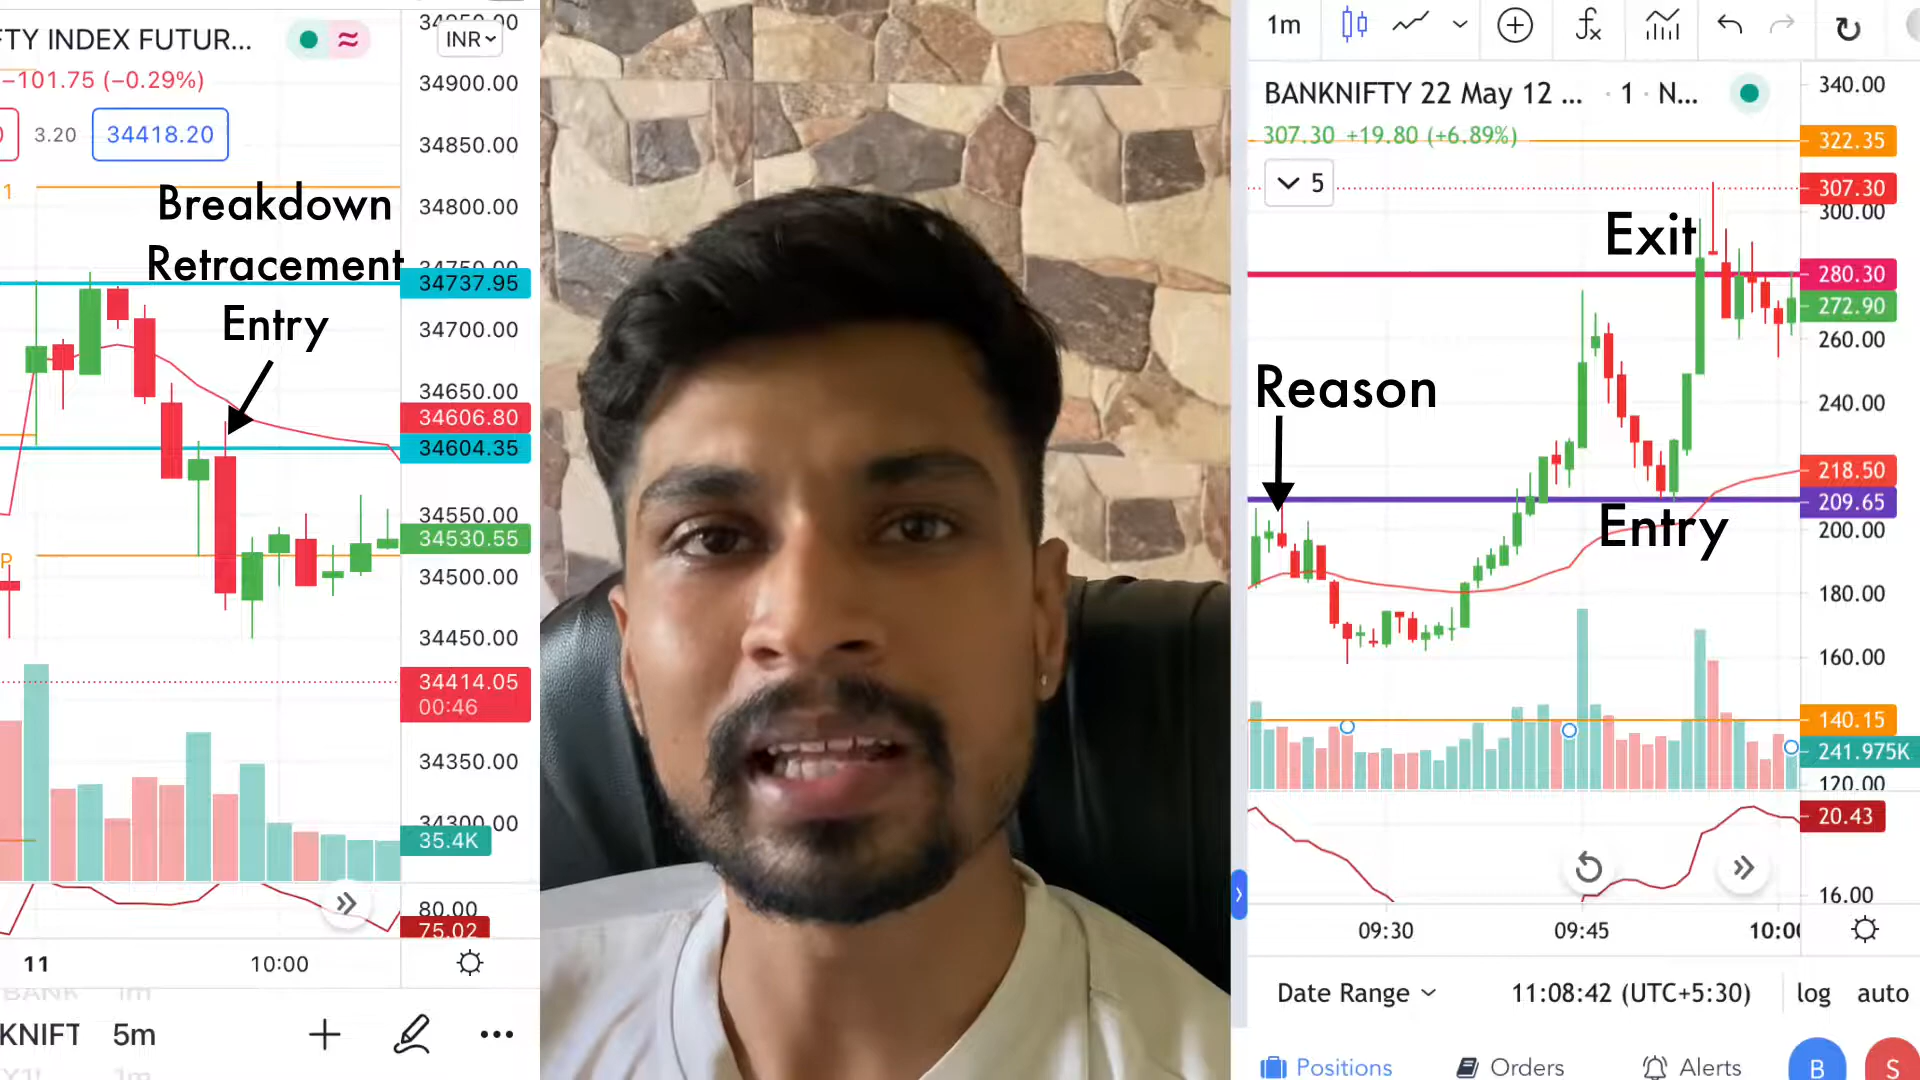 TY INDEX FUTUR...
−101.75 (−0.29%)
3.20
34418.20
INR
34900.00
34850.00
34800.00
34737.95
34700.00
34650.00
34606.80
34604.35
34550.00
34530.55
34500.00
34450.00
34414.05
00:46
34350.00
34300.00
35.4K
80.00
75.02
1
P
Breakdown
Retracement
Entry
11
10:00
KNIFT
5m
1m
BANKNIFTY 22 May 12 ... · 1 · N...
307.30 +19.80 (+6.89%)
5
340.00
322.35
307.30
300.00
280.30
272.90
260.00
240.00
218.50
209.65
200.00
180.00
160.00
140.15
241.975K
20.43
16.00
Exit
Reason
Entry
09:30
09:45
10:00
Date Range
11:08:42 (UTC+5:30)
log
auto
Positions
Orders
Alerts
B
S